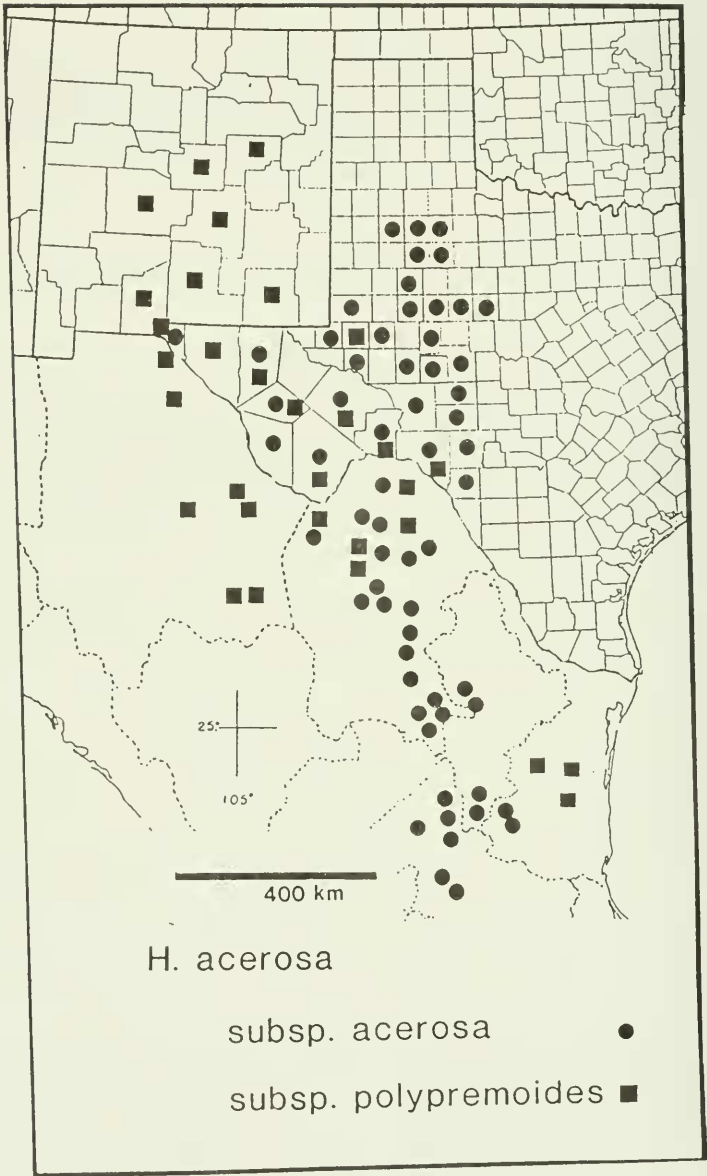 25°
105°
400 km
H. acerosa
subsp. acerosa
subsp. polypremoides